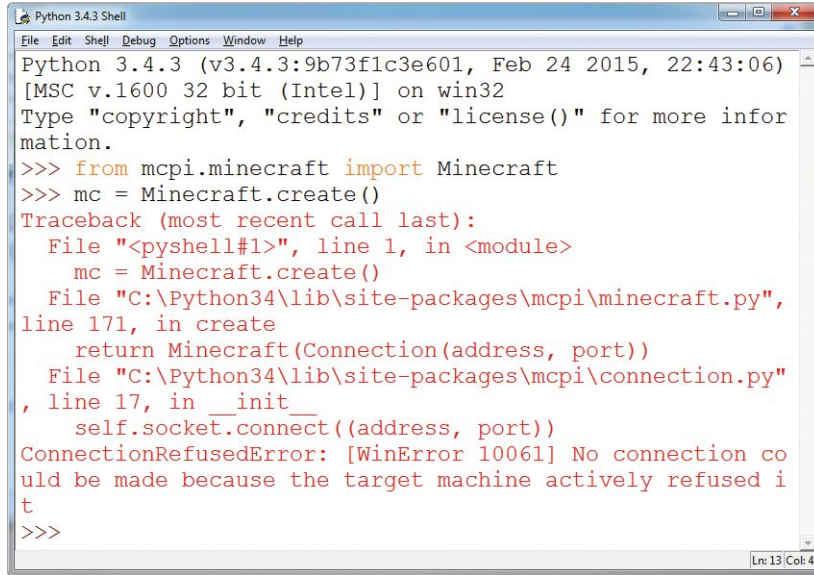 Python 3.4.3 Shell
File Edit Shell Debug Options Window Help
Python 3.4.3 (v3.4.3:9b73f1c3e601, Feb 24 2015, 22:43:06)
[MSC v.1600 32 bit (Intel)] on win32
Type "copyright", "credits" or "license()" for more infor
mation.
>>> from mcpi.minecraft import Minecraft
>>> mc = Minecraft.create()
Traceback (most recent call last):
  File "<pyshell#1>", line 1, in <module>
    mc = Minecraft.create()
  File "C:\Python34\lib\site-packages\mcpi\minecraft.py",
line 171, in create
    return Minecraft(Connection(address, port))
  File "C:\Python34\lib\site-packages\mcpi\connection.py"
, line 17, in __init__
    self.socket.connect((address, port))
ConnectionRefusedError: [WinError 10061] No connection co
uld be made because the target machine actively refused i
t
>>>
Ln: 13 Col: 4